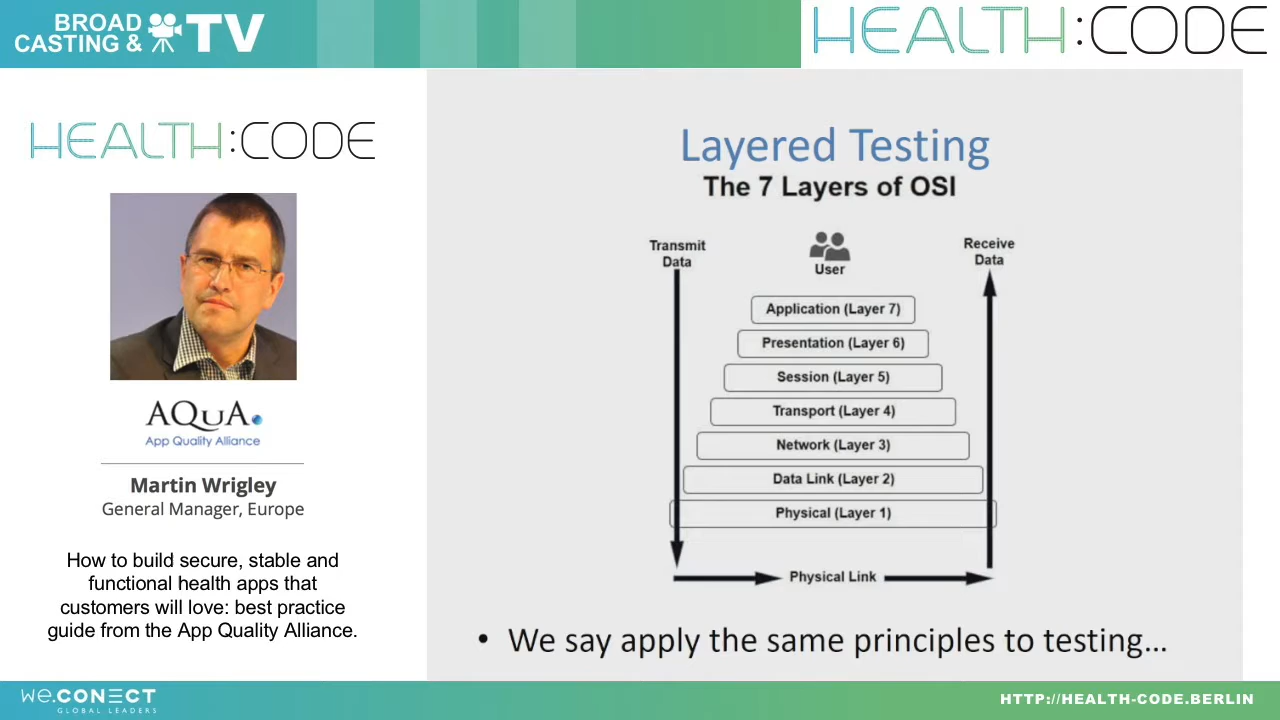 BROAD
CASTING & TV
HEALTH:CODE
HEALTH:CODE
AQuA
App Quality Alliance
Martin Wrigley
General Manager, Europe
How to build secure, stable and
functional health apps that
customers will love: best practice
guide from the App Quality Alliance.
Layered Testing
The 7 Layers of OSI
Transmit
Data
User
Receive
Data
Application (Layer 7)
Presentation (Layer 6)
Session (Layer 5)
Transport (Layer 4)
Network (Layer 3)
Data Link (Layer 2)
Physical (Layer 1)
Physical Link
• We say apply the same principles to testing…
we.CONECT
GLOBAL LEADERS
HTTP://HEALTH-CODE.BERLIN